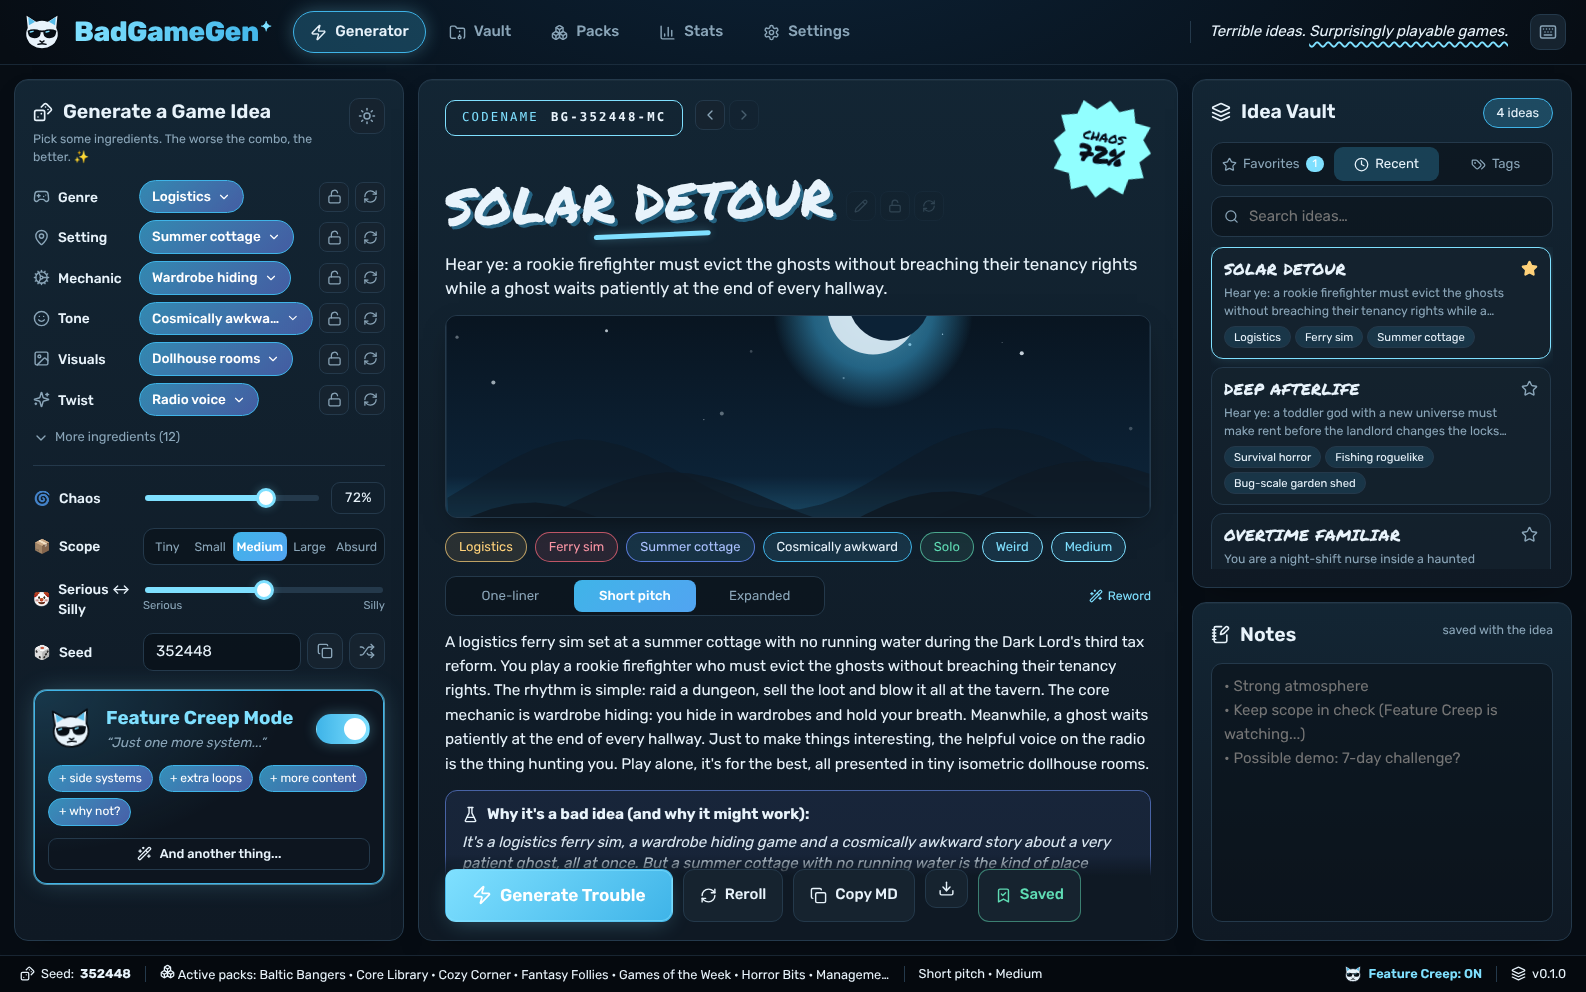 BadGameGen
Generator
Vault
Packs
Stats
Settings
Terrible ideas. Surprisingly playable games.
Generate a Game Idea
Pick some ingredients. The worse the combo, the
better. ✨
Genre
Logistics
Setting
Summer cottage
Mechanic
Wardrobe hiding
Tone
Cosmically awkwa…
Visuals
Dollhouse rooms
Twist
Radio voice
More ingredients (12)
Chaos
72%
Scope
Tiny
Small
Medium
Large
Absurd
Serious ↔
Silly
Serious
Silly
Seed
352448
Feature Creep Mode
“Just one more system…”
+ side systems
+ extra loops
+ more content
+ why not?
And another thing...
CODENAME BG-352448-MC
CHAOS
72%
SOLAR DETOUR
Hear ye: a rookie firefighter must evict the ghosts without breaching their tenancy rights
while a ghost waits patiently at the end of every hallway.
Logistics
Ferry sim
Summer cottage
Cosmically awkward
Solo
Weird
Medium
One-liner
Short pitch
Expanded
Reword
A logistics ferry sim set at a summer cottage with no running water during the Dark Lord's third tax
reform. You play a rookie firefighter who must evict the ghosts without breaching their tenancy
rights. The rhythm is simple: raid a dungeon, sell the loot and blow it all at the tavern. The core
mechanic is wardrobe hiding: you hide in wardrobes and hold your breath. Meanwhile, a ghost waits
patiently at the end of every hallway. Just to make things interesting, the helpful voice on the radio
is the thing hunting you. Play alone, it's for the best, all presented in tiny isometric dollhouse rooms.
Why it's a bad idea (and why it might work):
It's a logistics ferry sim, a wardrobe hiding game and a cosmically awkward story about a very
patient ghost, all at once. But a summer cottage with no running water is the kind of place
Generate Trouble
Reroll
Copy MD
Saved
Idea Vault
4 ideas
Favorites 1
Recent
Tags
Search ideas…
SOLAR DETOUR
Hear ye: a rookie firefighter must evict the ghosts
without breaching their tenancy rights while a…
Logistics
Ferry sim
Summer cottage
DEEP AFTERLIFE
Hear ye: a toddler god with a new universe must
make rent before the landlord changes the locks…
Survival horror
Fishing roguelike
Bug-scale garden shed
OVERTIME FAMILIAR
You are a night-shift nurse inside a haunted
Notes
saved with the idea
• Strong atmosphere
• Keep scope in check (Feature Creep is
watching...)
• Possible demo: 7-day challenge?
Seed: 352448
Active packs: Baltic Bangers • Core Library • Cozy Corner • Fantasy Follies • Games of the Week • Horror Bits • Manageme…
Short pitch • Medium
Feature Creep: ON
v0.1.0